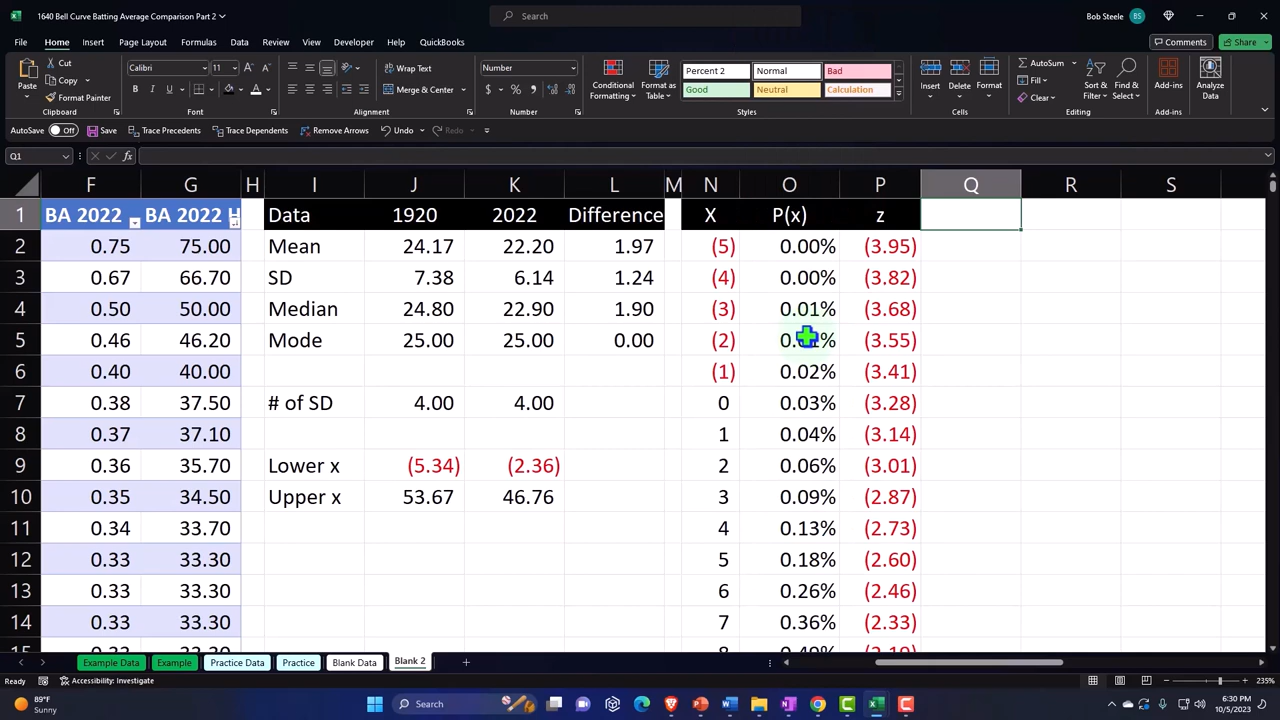 1640 Bell Curve Batting Average Comparison Part 2
Search
Bob Steele BS
File Home Insert Page Layout Formulas Data Review View Developer Automate Help QuickBooks
Comments Share
Paste
Cut
Copy
Format Painter
Clipboard
Calibri 11
B I U
Font
Wrap Text
Merge & Center
Alignment
Number
$ % ,
Number
Conditional Formatting
Format as Table
Percent 2 Normal Bad
Good Neutral Calculation
Styles
Insert Delete Format
Cells
AutoSum
Fill
Clear
Sort & Filter
Find & Select
Editing
Add-ins
Add-ins
Analyze Data
AutoSave Off Save Trace Precedents Trace Dependents Remove Arrows Undo Redo
Q1 fx
F G H I J K L M N O P Q R S
1 BA 2022 BA 2022 H Data 1920 2022 Difference X P(x) z
2 0.75 75.00 Mean 24.17 22.20 1.97 (5) 0.00% (3.95)
3 0.67 66.70 SD 7.38 6.14 1.24 (4) 0.00% (3.82)
4 0.50 50.00 Median 24.80 22.90 1.90 (3) 0.01% (3.68)
5 0.46 46.20 Mode 25.00 25.00 0.00 (2) (3.55)
6 0.40 40.00 (1) 0.02% (3.41)
7 0.38 37.50 # of SD 4.00 4.00 0 0.03% (3.28)
8 0.37 37.10 1 0.04% (3.14)
9 0.36 35.70 Lower x (5.34) (2.36) 2 0.06% (3.01)
10 0.35 34.50 Upper x 53.67 46.76 3 0.09% (2.87)
11 0.34 33.70 4 0.13% (2.73)
12 0.33 33.30 5 0.18% (2.60)
13 0.33 33.30 6 0.26% (2.46)
14 0.33 33.30 7 0.36% (2.33)
Example Data Example Practice Data Practice Blank Data Blank 2
Ready Accessibility: Investigate 235%
89°F
Sunny
Search
6:30 PM
10/5/2023